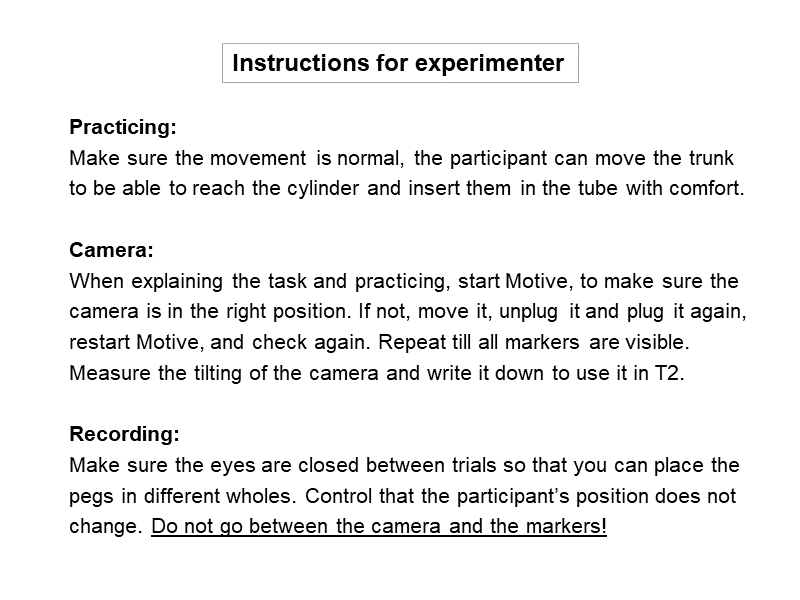 Instructions for experimenter
Practicing:
Make sure the movement is normal, the participant can move the trunk
to be able to reach the cylinder and insert them in the tube with comfort.
Camera:
When explaining the task and practicing, start Motive, to make sure the
camera is in the right position. If not, move it, unplug it and plug it again,
restart Motive, and check again. Repeat till all markers are visible.
Measure the tilting of the camera and write it down to use it in T2.
Recording:
Make sure the eyes are closed between trials so that you can place the
pegs in different wholes. Control that the participant’s position does not
change. Do not go between the camera and the markers!